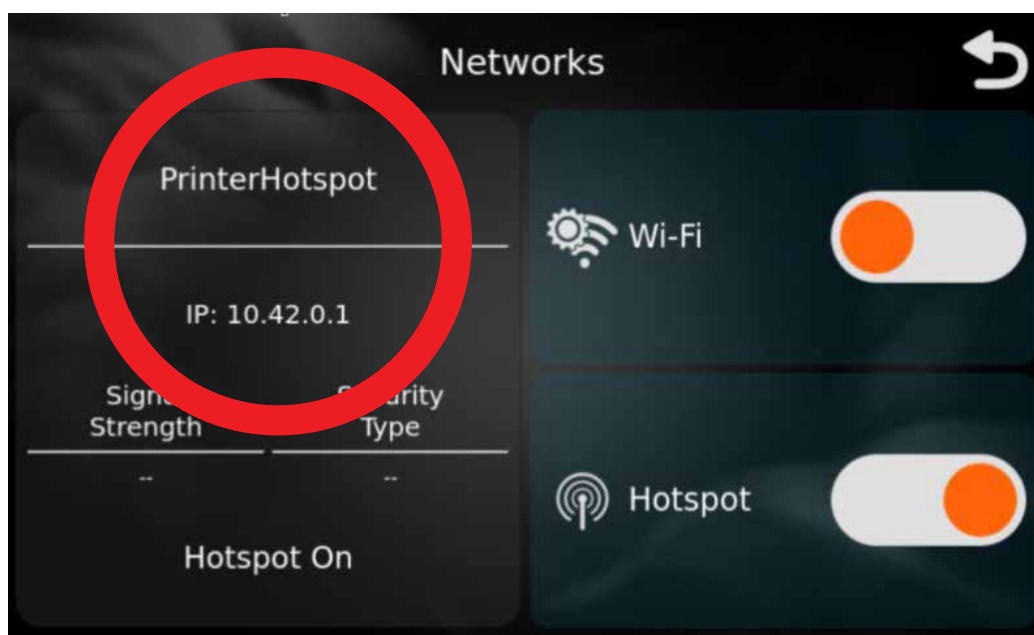 Networks
PrinterHotspot
IP: 10.42.0.1
Strength
Type
--
--
Hotspot On
Wi-Fi
Hotspot